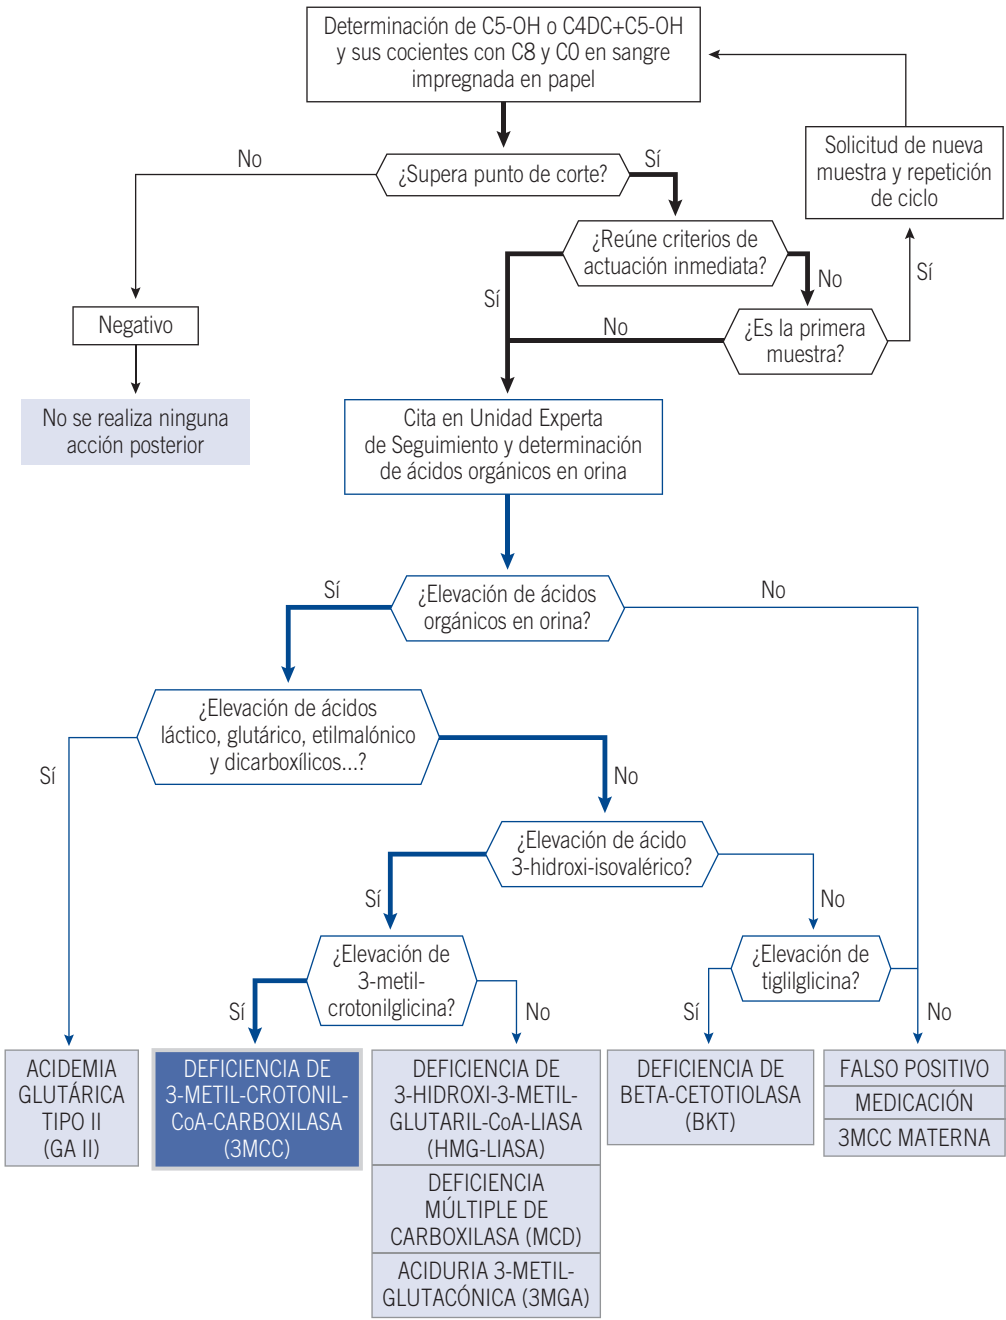 Determinación de C5-OH o C4DC+C5-OH
y sus cocientes con C8 y C0 en sangre
impregnada en papel
Solicitud de nueva
muestra y repetición
de ciclo
No
¿Supera punto de corte?
Sí
¿Reúne criterios de
actuación inmediata?
Sí
No
Sí
Negativo
No
¿Es la primera
muestra?
No se realiza ninguna
acción posterior
Cita en Unidad Experta
de Seguimiento y determinación
de ácidos orgánicos en orina
Sí
¿Elevación de ácidos
orgánicos en orina?
No
¿Elevación de ácidos
láctico, glutárico, etilmalónico
y dicarboxílicos...?
Sí
No
¿Elevación de ácido
3-hidroxi-isovalérico?
Sí
No
¿Elevación de
3-metil-
crotonilglicina?
¿Elevación de
tiglilglicina?
Sí
No
Sí
No
ACIDEMIA
GLUTÁRICA
TIPO II
(GA II)
DEFICIENCIA DE
3-METIL-CROTONIL-
CoA-CARBOXILASA
(3MCC)
DEFICIENCIA DE
3-HIDROXI-3-METIL-
GLUTARIL-CoA-LIASA
(HMG-LIASA)
DEFICIENCIA
MÚLTIPLE DE
CARBOXILASA (MCD)
ACIDURIA 3-METIL-
GLUTACÓNICA (3MGA)
DEFICIENCIA DE
BETA-CETOTIOLASA
(BKT)
FALSO POSITIVO
MEDICACIÓN
3MCC MATERNA